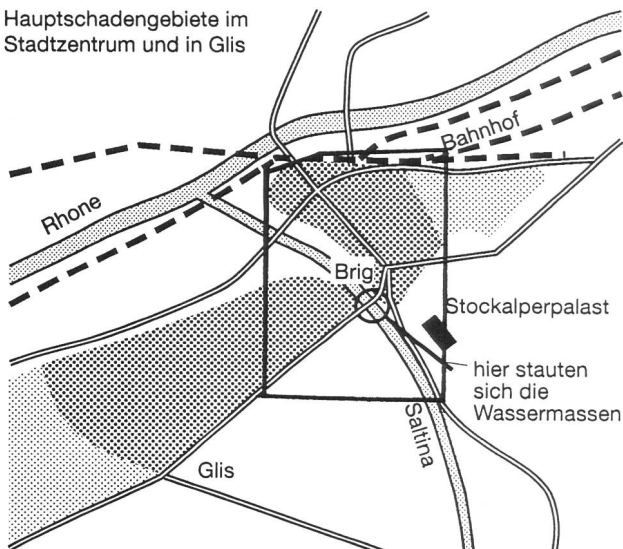 Hauptschadengebiete im
Stadtzentrum und in Glis
Bahnhof
Rhone
Brig
Stockalperpalast
hier stauten
sich die
Wassermassen
Saltina
Glis